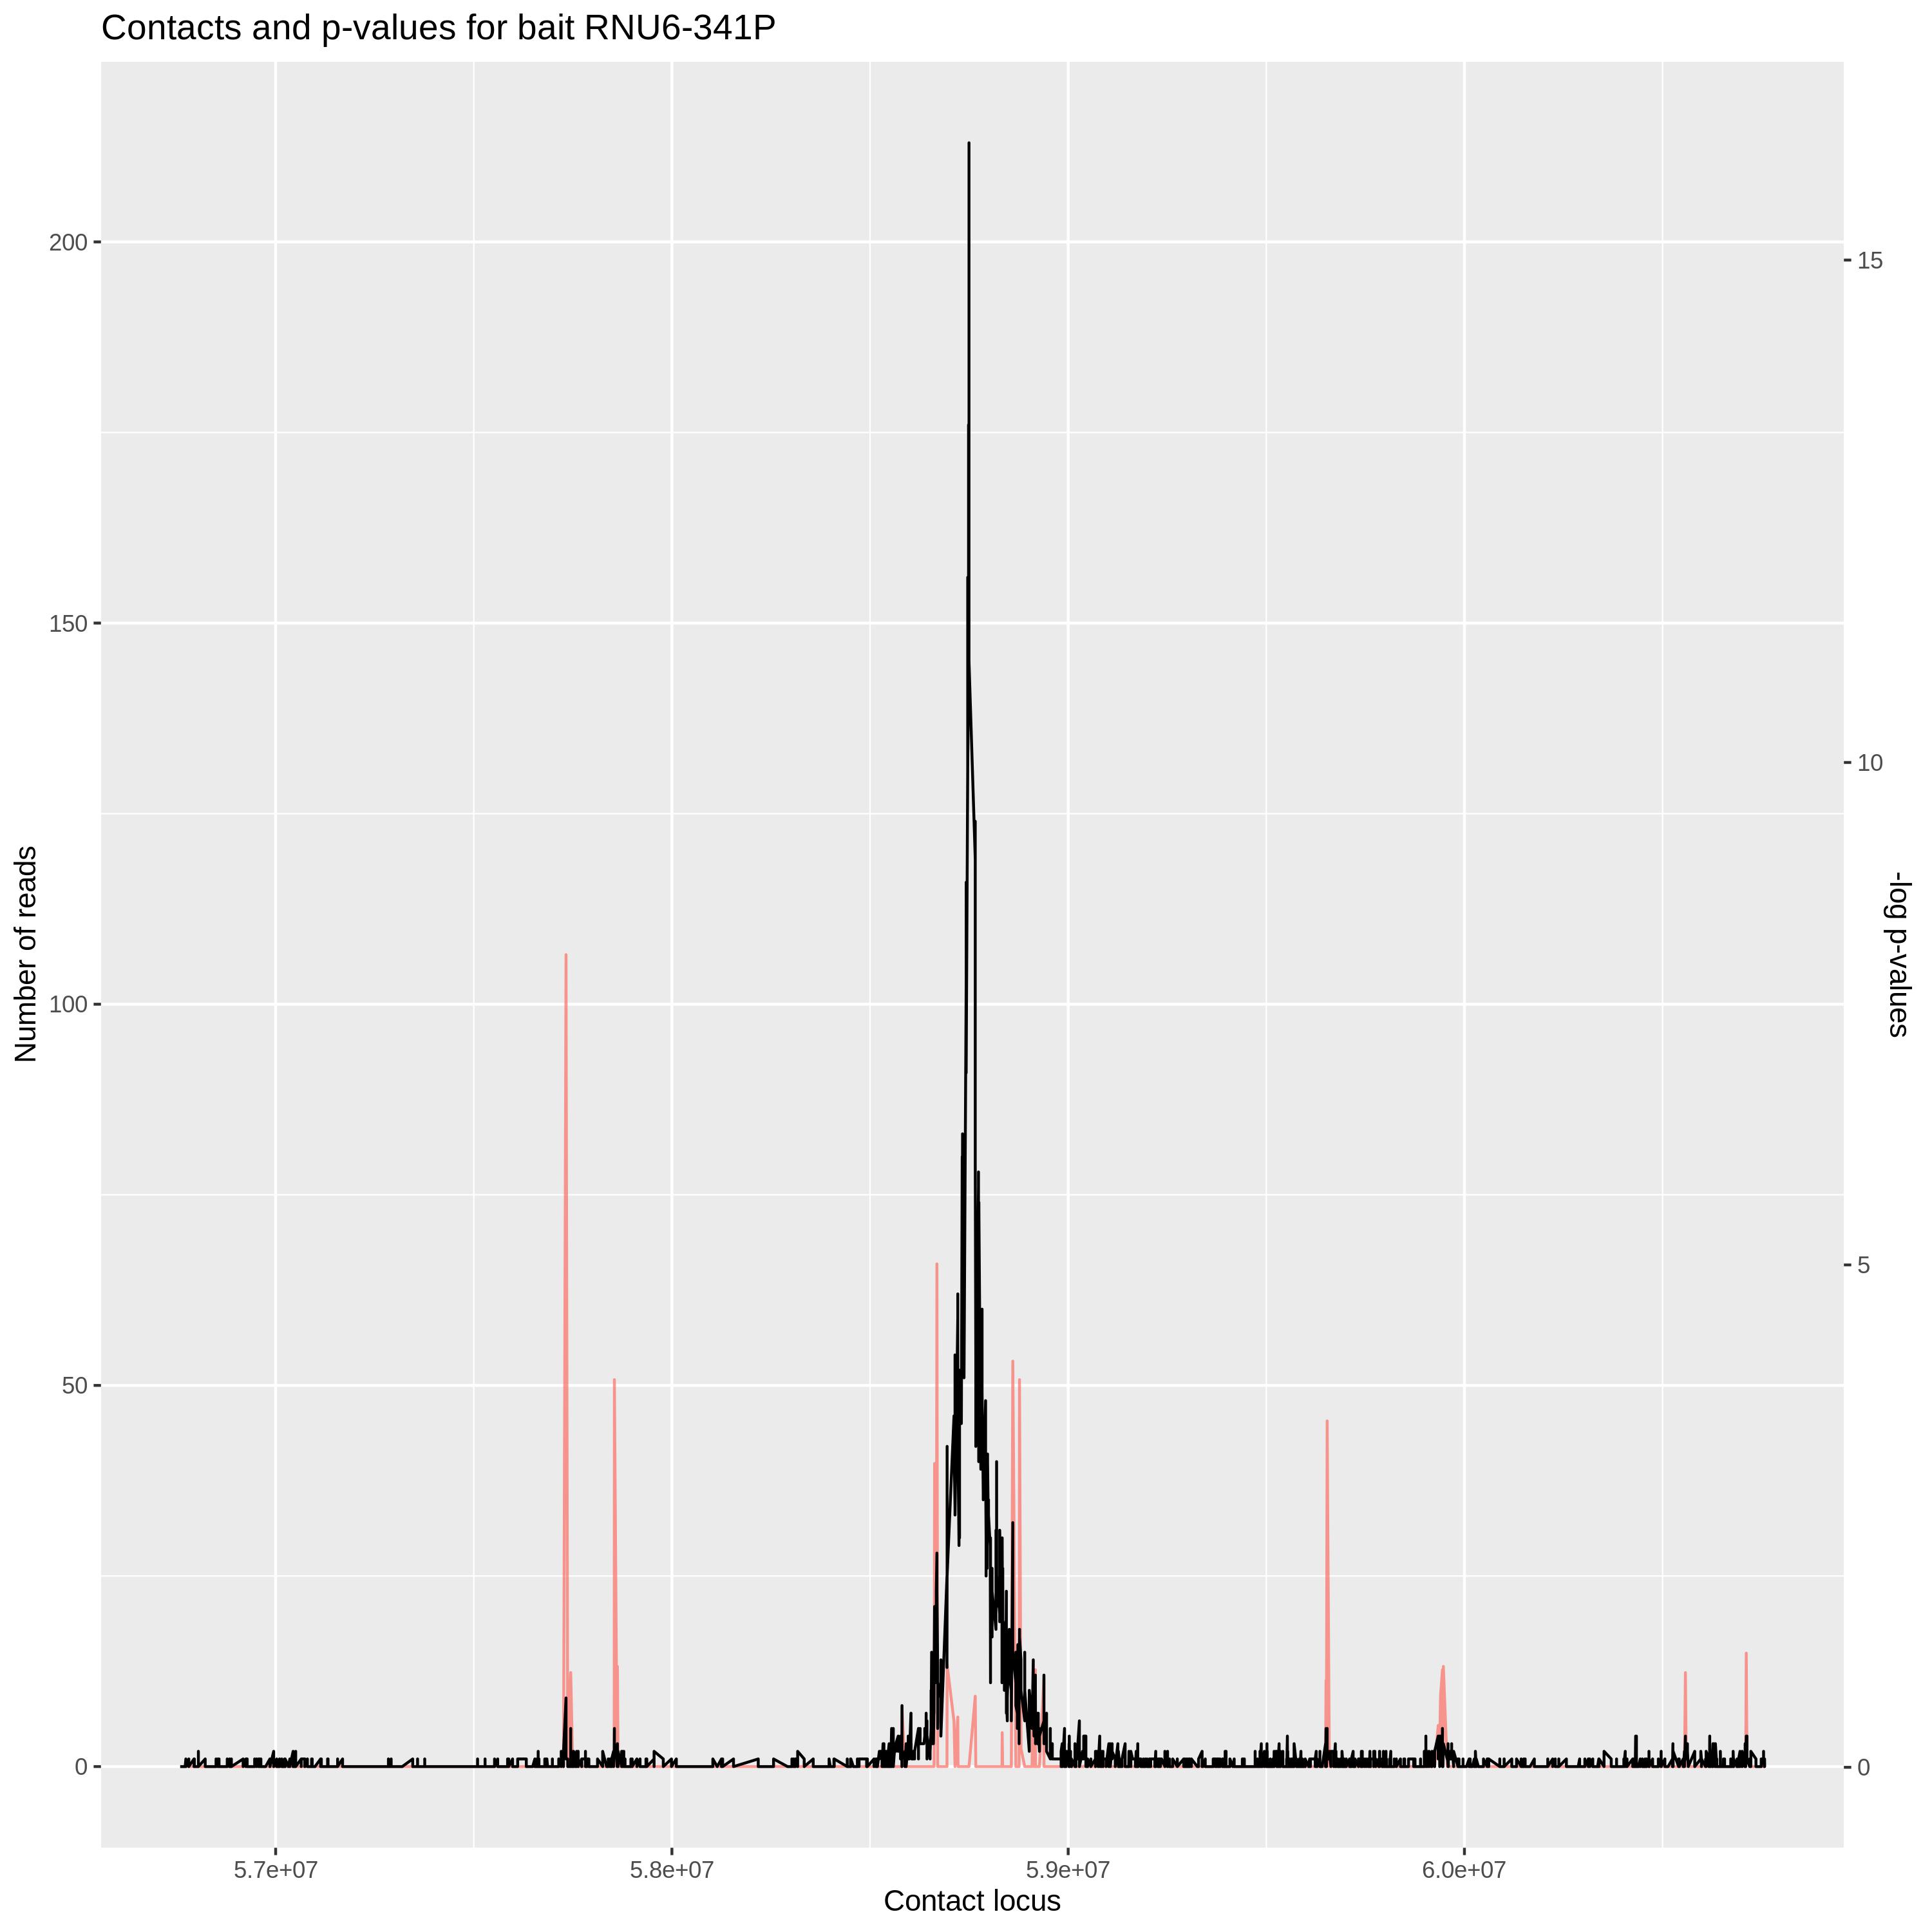 Contacts and p-values for bait RNU6-341P
200
150
100
50
0
Number of reads
15
10
5
0
-log p-values
5.7e+07
5.8e+07
5.9e+07
6.0e+07
Contact locus